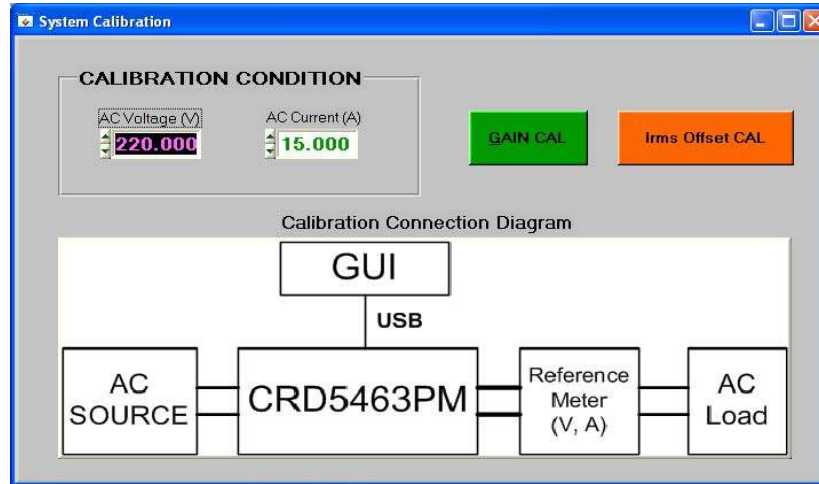 System Calibration
CALIBRATION CONDITION
AC Voltage (V)
AC Current (A)
220.000
15.000
GAIN CAL
Irms Offset CAL
Calibration Connection Diagram
GUI
USB
AC
SOURCE
CRD5463PM
Reference
Meter
(V, A)
AC
Load